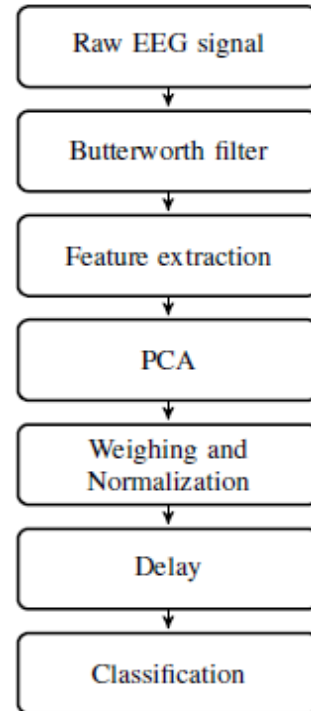 Raw EEG signal
Butterworth filter
Feature extraction
PCA
Weighing and
Normalization
Delay
Classification